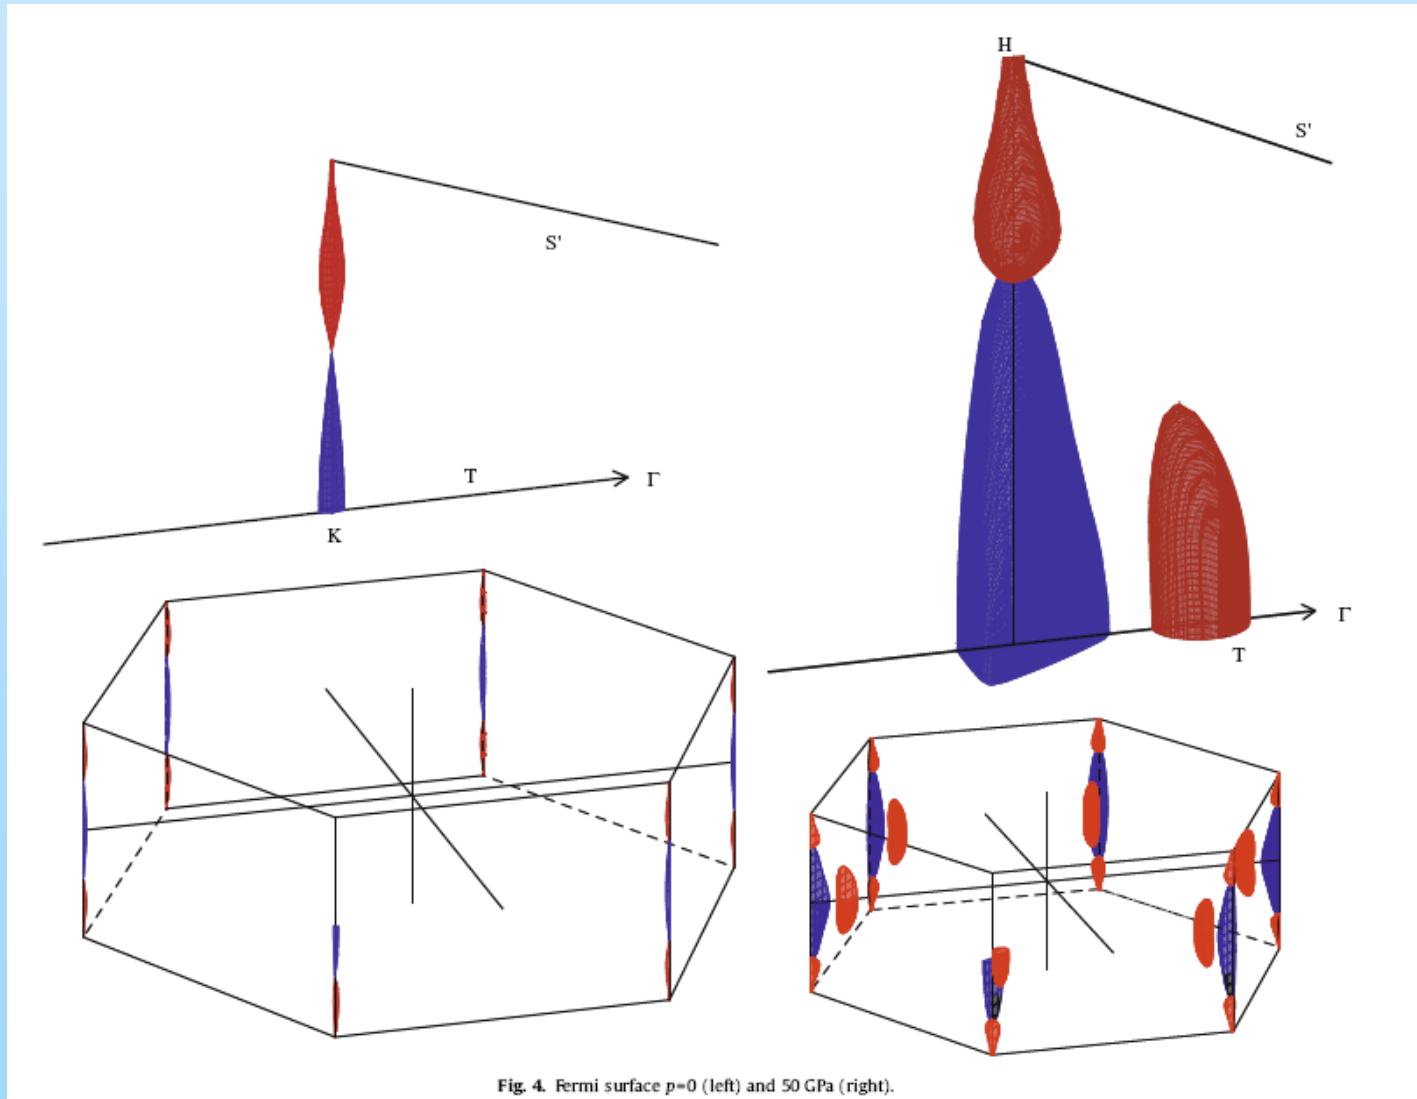 H
S'
S'
T
Γ
K
Γ
T
Fig. 4. Fermi surface p=0 (left) and 50 GPa (right).